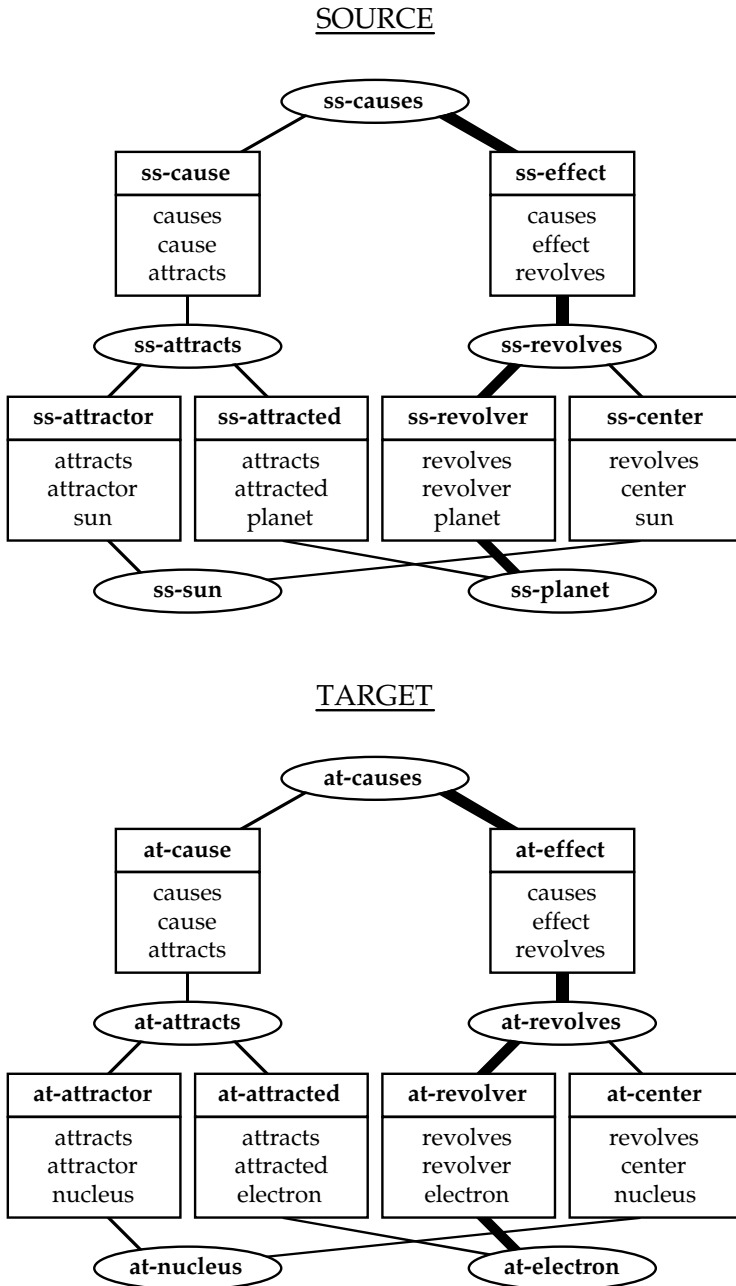 SOURCE
ss-causes
ss-cause
causes
cause
attracts
ss-effect
causes
effect
revolves
ss-attracts
ss-revolves
ss-attractor
attracts
attractor
sun
ss-attracted
attracts
attracted
planet
ss-revolver
revolves
revolver
planet
ss-center
revolves
center
sun
ss-sun
ss-planet
TARGET
at-causes
at-cause
causes
cause
attracts
at-effect
causes
effect
revolves
at-attracts
at-revolves
at-attractor
attracts
attractor
nucleus
at-attracted
attracts
attracted
electron
at-revolver
revolves
revolver
electron
at-center
revolves
center
nucleus
at-nucleus
at-electron